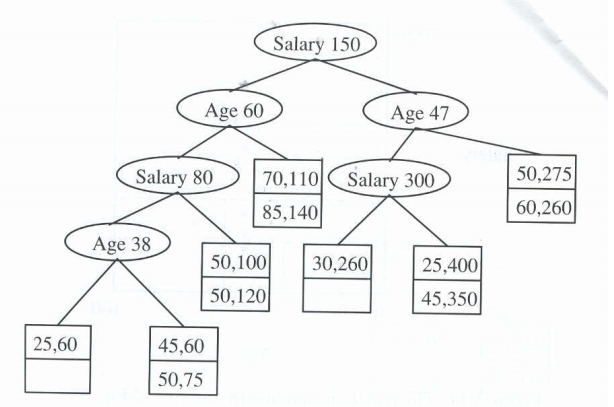 Salary 150
Age 60
Age 47
Salary 80
70,110
85,140
Salary 300
50,275
60,260
Age 38
50,100
50,120
30,260
25,400
45,350
25,60
45,60
50,75